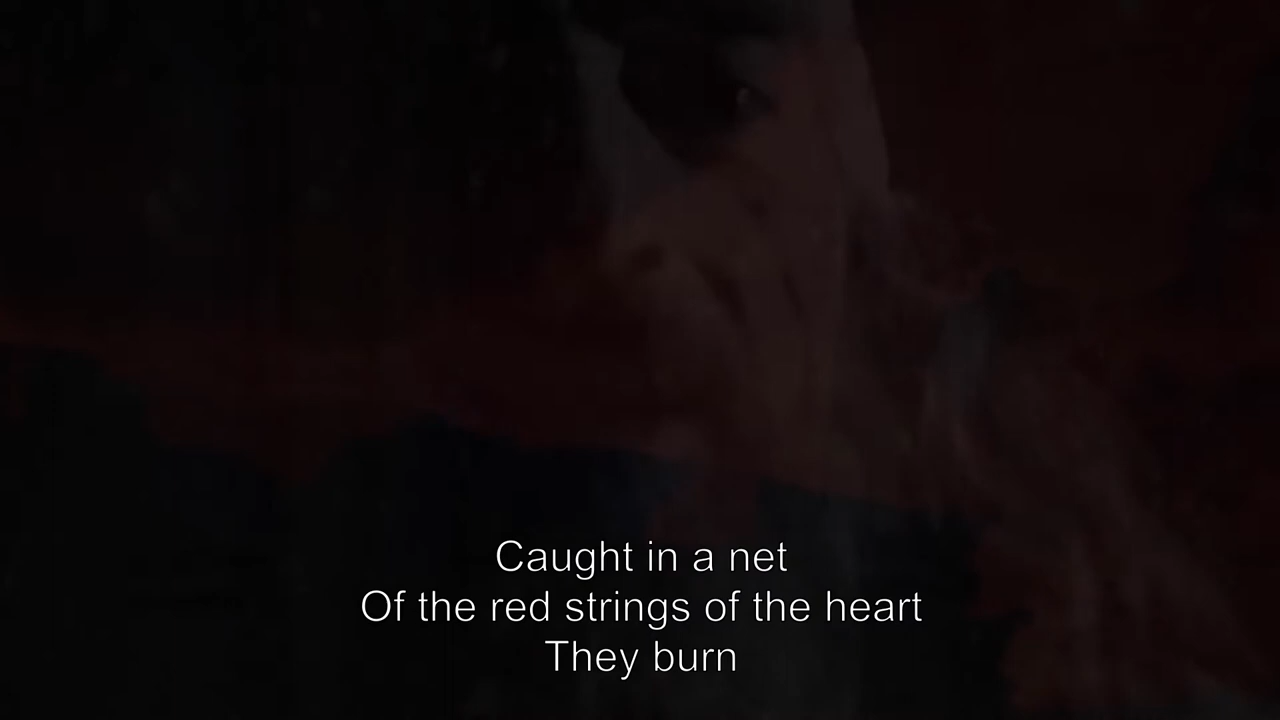 Caught in a net
Of the red strings of the heart
They burn